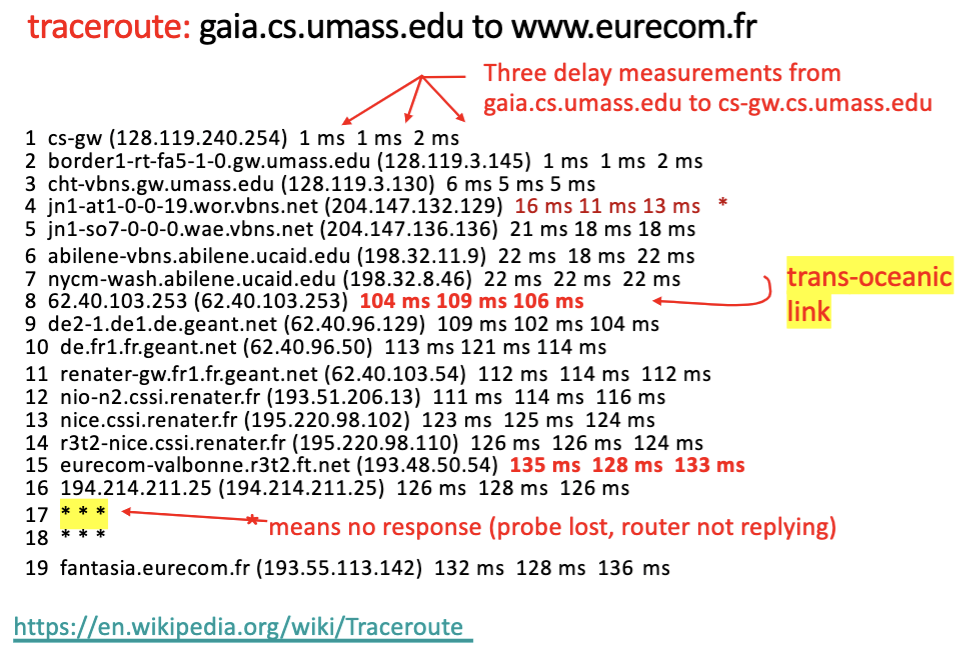 traceroute: gaia.cs.umass.edu to www.eurecom.fr
Three delay measurements from
gaia.cs.umass.edu to cs-gw.cs.umass.edu
1 cs-gw (128.119.240.254) 1 ms 1 ms 2 ms
2 border1-rt-fa5-1-0.gw.umass.edu (128.119.3.145) 1 ms 1 ms 2 ms
3 cht-vbns.gw.umass.edu (128.119.3.130) 6 ms 5 ms 5 ms
4 jn1-at1-0-0-19.wor.vbns.net (204.147.132.129) 16 ms 11 ms 13 ms *
5 jn1-so7-0-0-0.wae.vbns.net (204.147.136.136) 21 ms 18 ms 18 ms
6 abilene-vbns.abilene.ucaid.edu (198.32.11.9) 22 ms 18 ms 22 ms
7 nycm-wash.abilene.ucaid.edu (198.32.8.46) 22 ms 22 ms 22 ms
trans-oceanic
link
8 62.40.103.253 (62.40.103.253) 104 ms 109 ms 106 ms
9 de2-1.de1.de.geant.net (62.40.96.129) 109 ms 102 ms 104 ms
10 de.fr1.fr.geant.net (62.40.96.50) 113 ms 121 ms 114 ms
11 renater-gw.fr1.fr.geant.net (62.40.103.54) 112 ms 114 ms 112 ms
12 nio-n2.cssi.renater.fr (193.51.206.13) 111 ms 114 ms 116 ms
13 nice.cssi.renater.fr (195.220.98.102) 123 ms 125 ms 124 ms
14 r3t2-nice.cssi.renater.fr (195.220.98.110) 126 ms 126 ms 124 ms
15 eurecom-valbonne.r3t2.ft.net (193.48.50.54) 135 ms 128 ms 133 ms
16 194.214.211.25 (194.214.211.25) 126 ms 128 ms 126 ms
17 * * *
* means no response (probe lost, router not replying)
18 * * *
19 fantasia.eurecom.fr (193.55.113.142) 132 ms 128 ms 136 ms
https://en.wikipedia.org/wiki/Traceroute